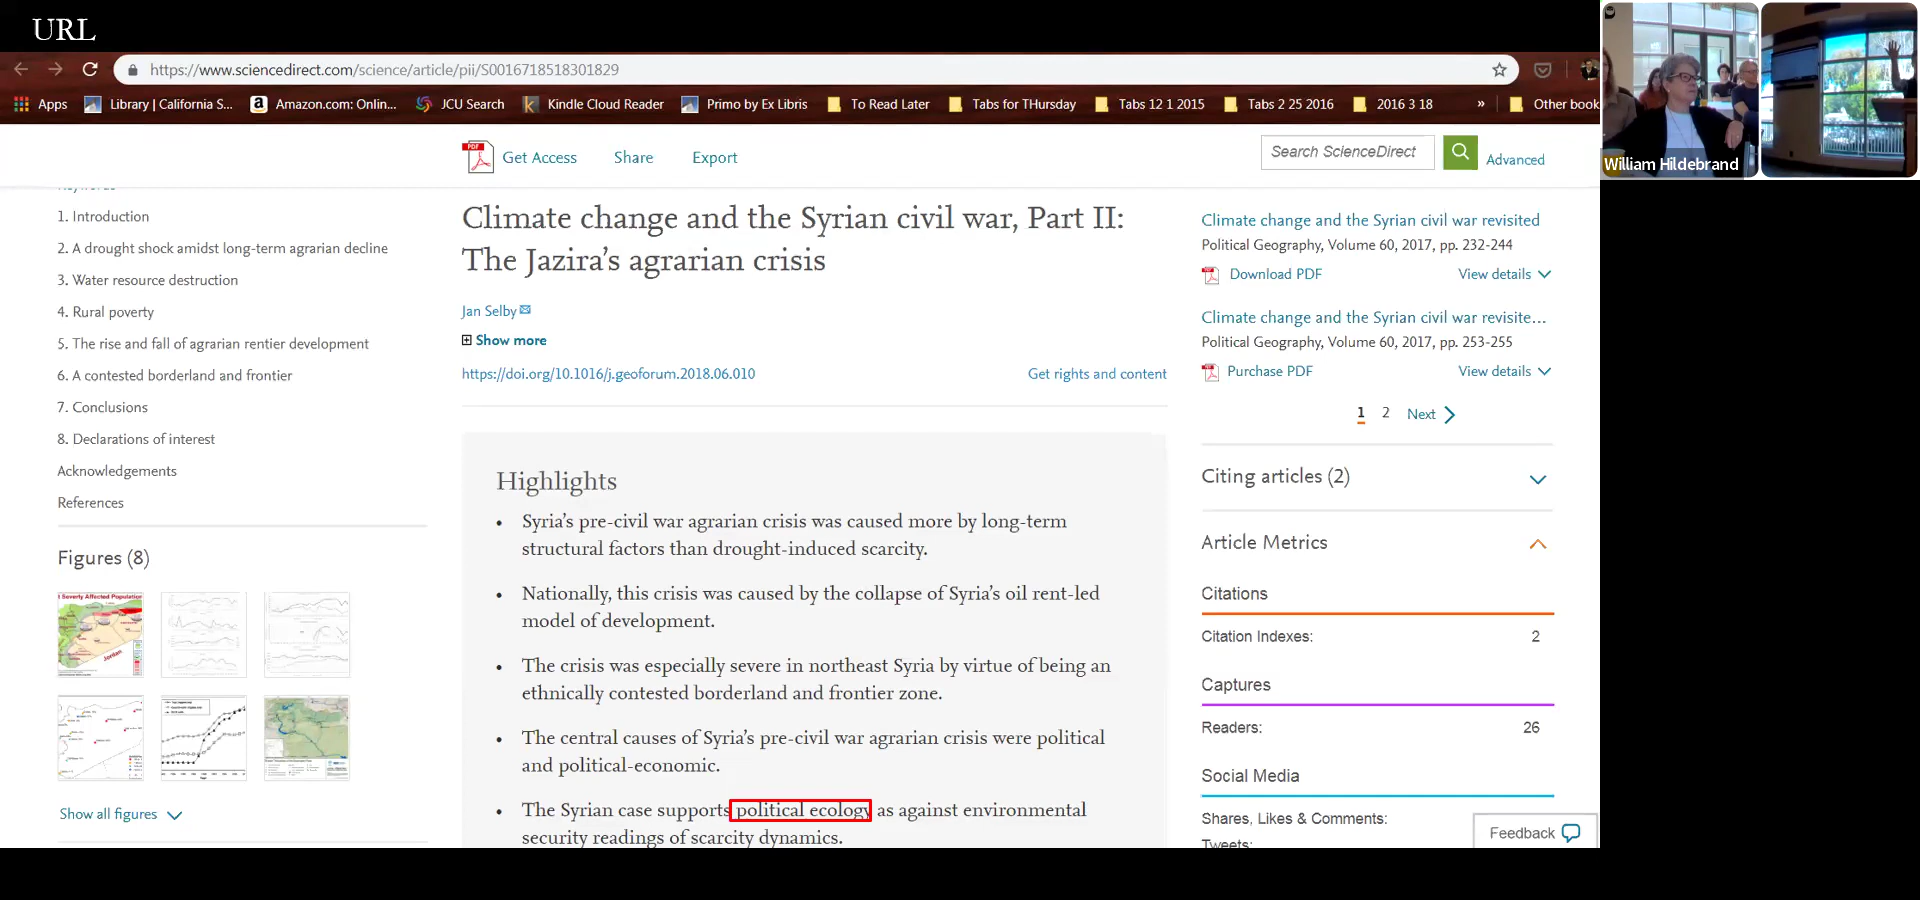 URL
https://www.sciencedirect.com/science/article/pii/S0016718518301829
Apps
Library | California S...
Amazon.com: Onlin...
JCU Search
Kindle Cloud Reader
Primo by Ex Libris
To Read Later
Tabs for THursday
Tabs 12 1 2015
Tabs 2 25 2016
2016 3 18
»
Other book
William Hildebrand
PDF
Get Access
Share
Export
Search ScienceDirect
Advanced
Keywords
1. Introduction
2. A drought shock amidst long-term agrarian decline
3. Water resource destruction
4. Rural poverty
5. The rise and fall of agrarian rentier development
6. A contested borderland and frontier
7. Conclusions
8. Declarations of interest
Acknowledgements
References
Figures (8)
t Severly Affected Population
Jordan
Show all figures
Climate change and the Syrian civil war, Part II:
The Jazira’s agrarian crisis
Jan Selby
Show more
https://doi.org/10.1016/j.geoforum.2018.06.010
Get rights and content
Highlights
• Syria’s pre-civil war agrarian crisis was caused more by long-term
structural factors than drought-induced scarcity.
• Nationally, this crisis was caused by the collapse of Syria’s oil rent-led
model of development.
• The crisis was especially severe in northeast Syria by virtue of being an
ethnically contested borderland and frontier zone.
• The central causes of Syria’s pre-civil war agrarian crisis were political
and political-economic.
• The Syrian case supports political ecology as against environmental
security readings of scarcity dynamics.
Climate change and the Syrian civil war revisited
Political Geography, Volume 60, 2017, pp. 232-244
Download PDF
View details
Climate change and the Syrian civil war revisite...
Political Geography, Volume 60, 2017, pp. 253-255
Purchase PDF
View details
1 2 Next
Citing articles (2)
Article Metrics
Citations
Citation Indexes: 2
Captures
Readers: 26
Social Media
Shares, Likes & Comments:
Tweets:
Feedback